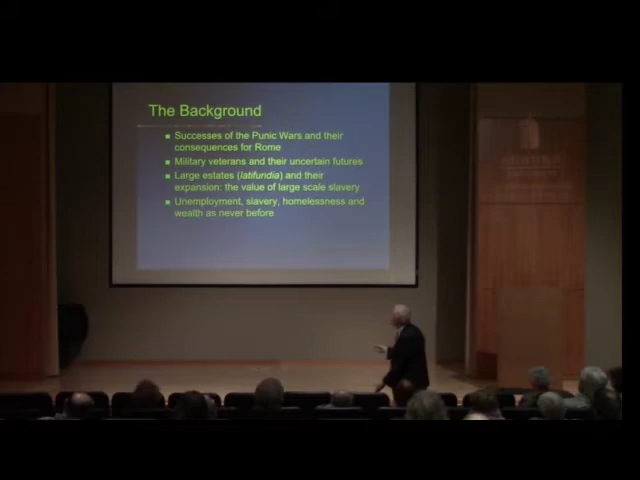 The Background
Successes of the Punic Wars and their
consequences for Rome
Military veterans and their uncertain futures
Large estates (latifundia) and their
expansion: the value of large scale slavery
Unemployment, slavery, homelessness and
wealth as never before